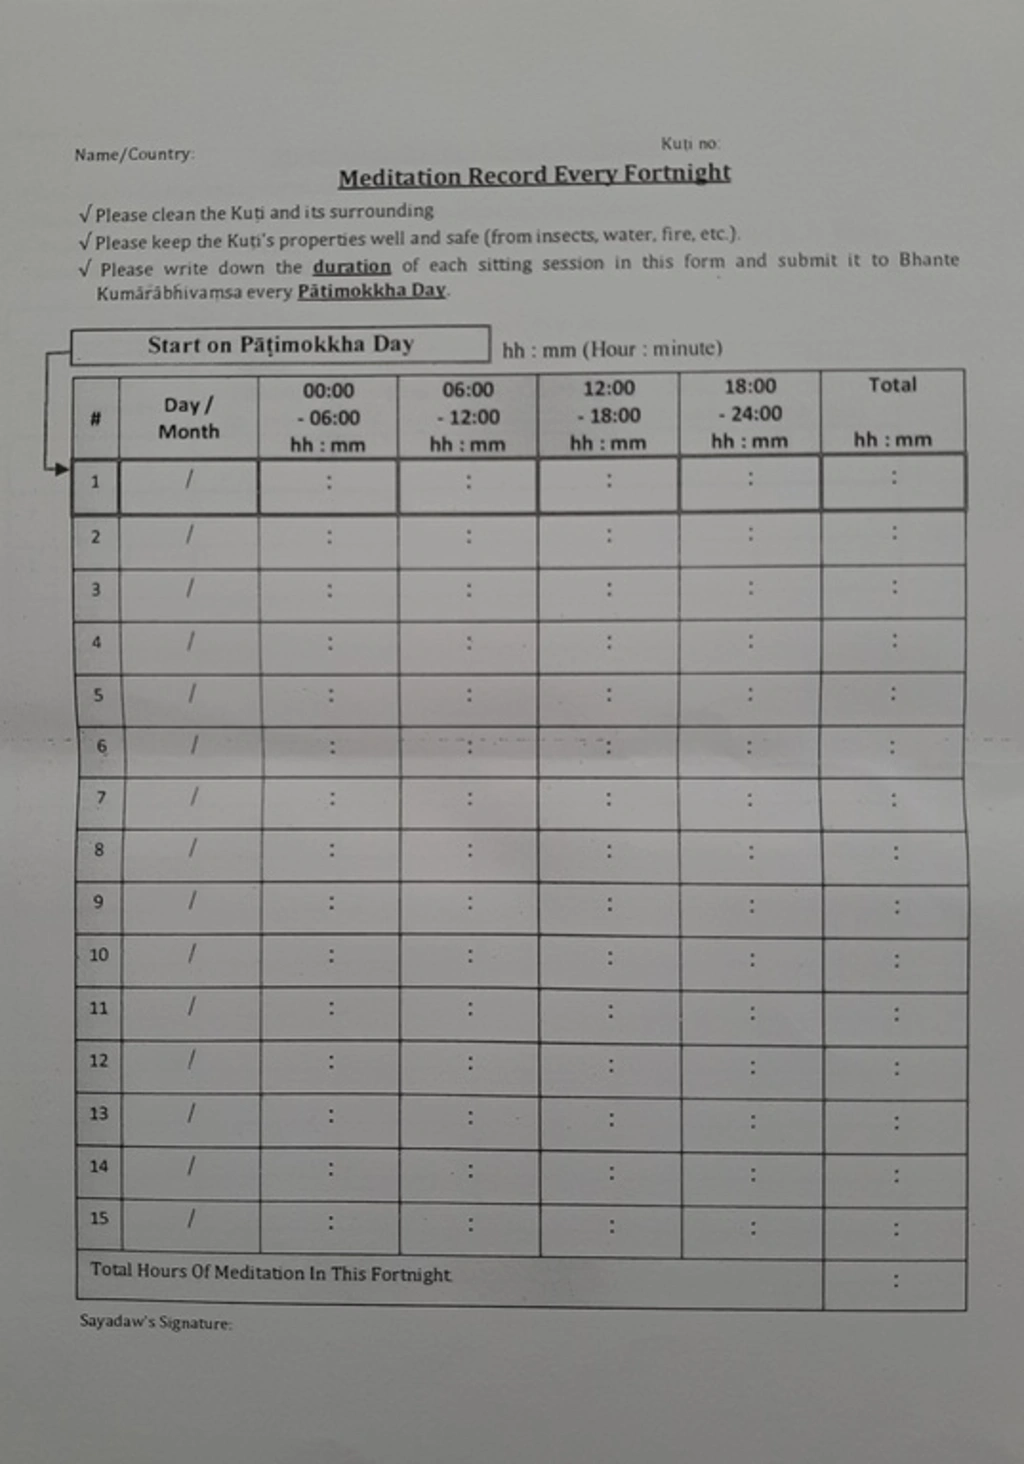 Kuṭi no:
Name/Country:
Meditation Record Every Fortnight
√ Please clean the Kuṭi and its surrounding
√ Please keep the Kuṭi's properties well and safe (from insects, water, fire, etc.).
√ Please write down the duration of each sitting session in this form and submit it to Bhante
Kumārābhivaṃsa every Pātimokkha Day.
Start on Pāṭimokkha Day
hh : mm (Hour : minute)
# Day / Month 00:00 - 06:00 hh : mm 06:00 - 12:00 hh : mm 12:00 - 18:00 hh : mm 18:00 - 24:00 hh : mm Total hh : mm
1 / : : : : :
2 / : : : : :
3 / : : : : :
4 / : : : : :
5 / : : : : :
6 / : : : : :
7 / : : : : :
8 / : : : : :
9 / : : : : :
10 / : : : : :
11 / : : : : :
12 / : : : : :
13 / : : : : :
14 / : : : : :
15 / : : : : :
Total Hours Of Meditation In This Fortnight :
Sayadaw's Signature: